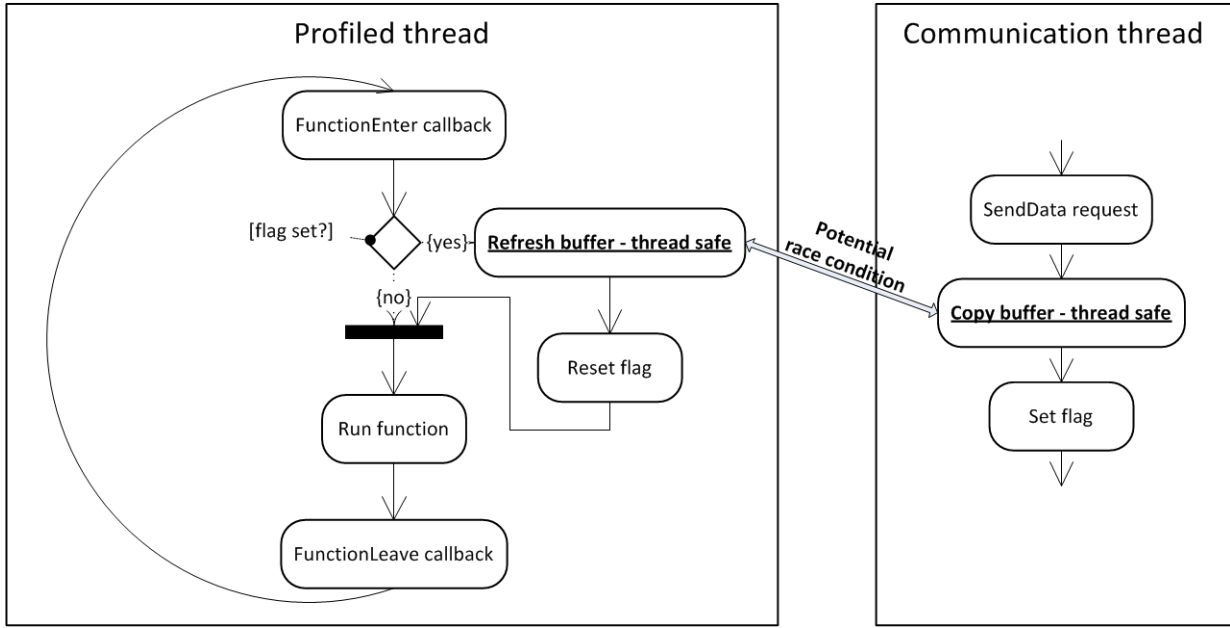 Profiled thread
FunctionEnter callback
[flag set?]
{yes}
Refresh buffer - thread safe
{no}
Reset flag
Run function
FunctionLeave callback
Potential
race condition
Communication thread
SendData request
Copy buffer - thread safe
Set flag